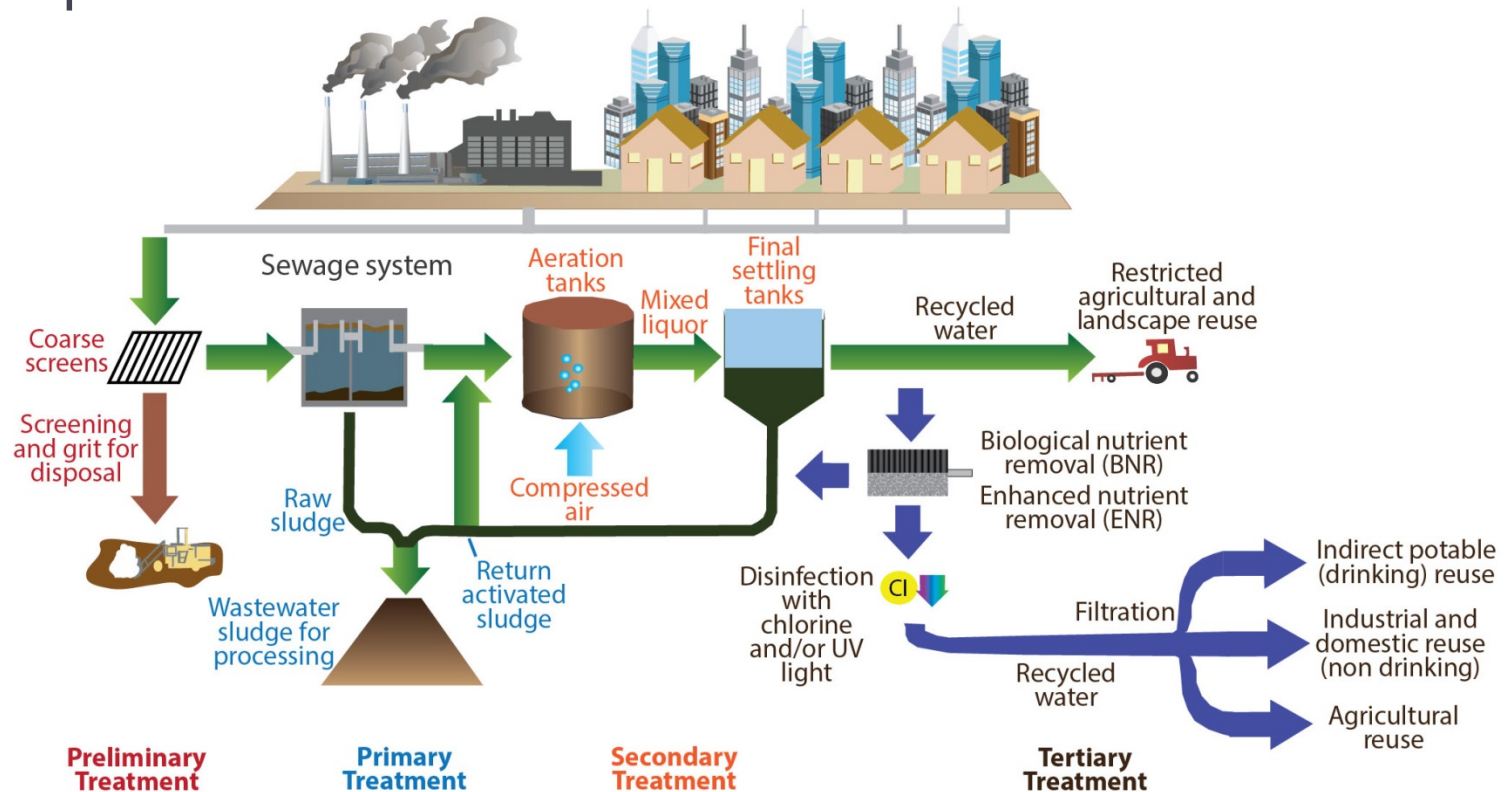 Sewage system
Aeration
tanks
Final
settling
tanks
Mixed
liquor
Recycled
water
Restricted
agricultural and
landscape reuse
Coarse
screens
Screening
and grit for
disposal
Raw
sludge
Compressed
air
Biological nutrient
removal (BNR)
Enhanced nutrient
removal (ENR)
Return
activated
sludge
Wastewater
sludge for
processing
Disinfection
with
chlorine
and/or UV
light
Cl
Filtration
Recycled
water
Indirect potable
(drinking) reuse
Industrial and
domestic reuse
(non drinking)
Agricultural
reuse
Preliminary
Treatment
Primary
Treatment
Secondary
Treatment
Tertiary
Treatment